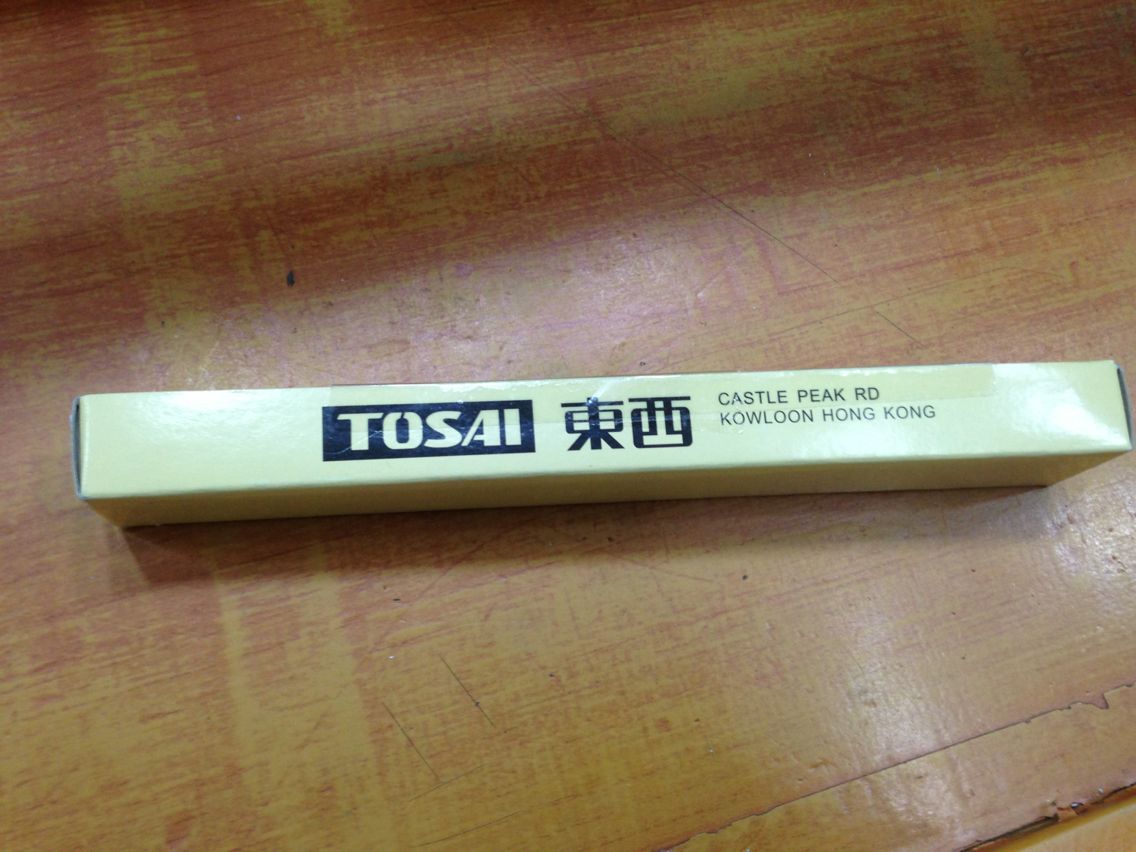 TOSAI 東西 CASTLE PEAK RD
KOWLOON HONG KONG